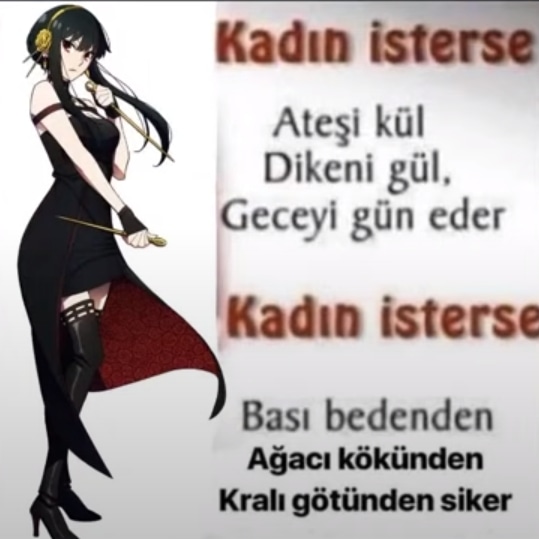 Kadın isterse
Ateşi kül
Dikeni gül,
Geceyi gün eder
Kadın isterse
Bası bedenden
Ağacı kökünden
Kralı götünden siker